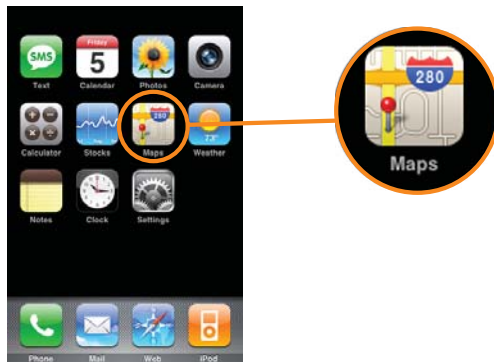 SMS
Friday
5
280
Text Calendar Photos Camera
73°
Calculator Stocks Maps Weather
Notes Clock Settings
Phone Mail Web iPod
280
Maps